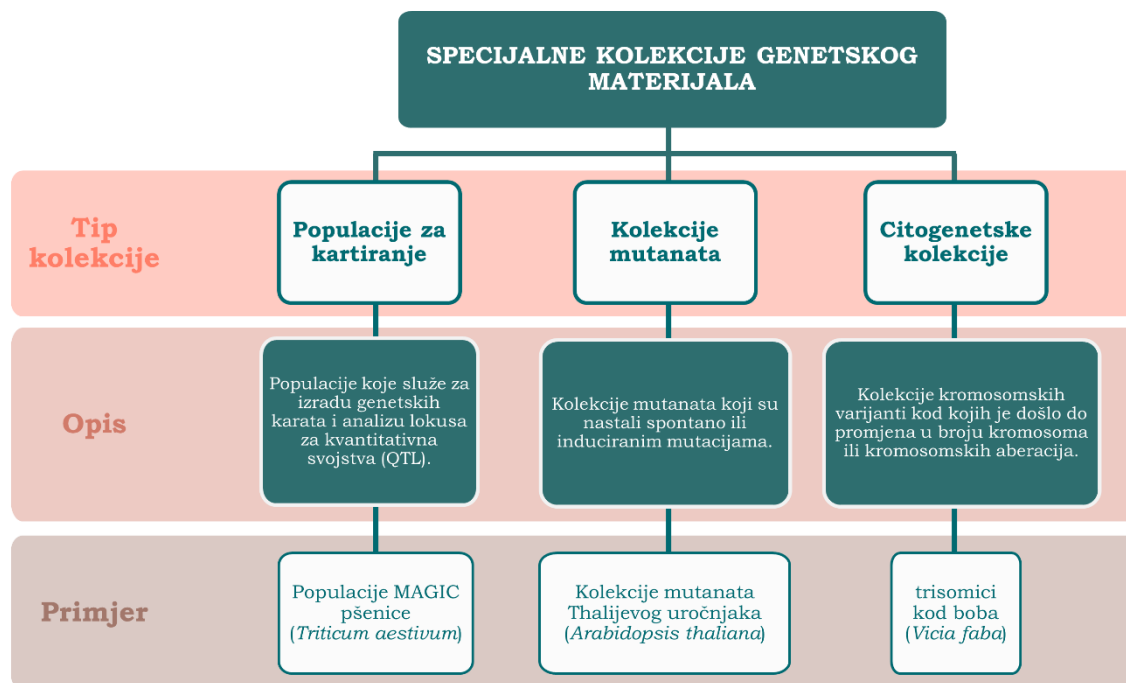 SPECIJALNE KOLEKCIJE GENETSKOG
MATERIJALA
Tip
kolekcije
Populacije za
kartiranje
Kolekcije
mutanata
Citogenetske
kolekcije
Opis
Populacije koje služe za
izradu genetskih
karata i analizu lokusa
za kvantitativna
svojstva (QTL).
Kolekcije mutanata koji su
nastali spontano ili
induciranim mutacijama.
Kolekcije kromosomskih
varijanti kod kojih je došlo do
promjena u broju kromosoma
ili kromosomskih aberacija.
Primjer
Populacije MAGIC
pšenice
(Triticum aestivum)
Kolekcije mutanata
Thalijevog uročnjaka
(Arabidopsis thaliana)
trisomici
kod boba
(Vicia faba)